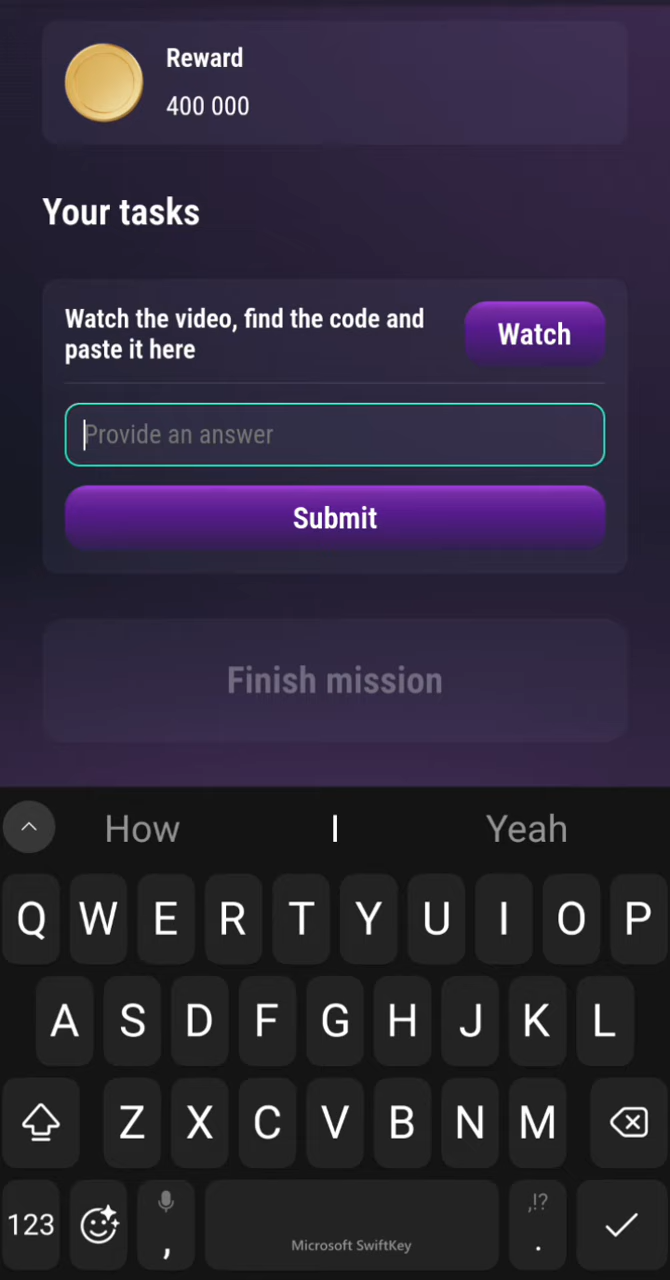 Reward
400 000
Your tasks
Watch the video, find the code and
paste it here
Watch
Provide an answer
Submit
Finish mission
How I Yeah
Q W E R T Y U I O P
A S D F G H J K L
Z X C V B N M
,!?
123 , Microsoft SwiftKey .